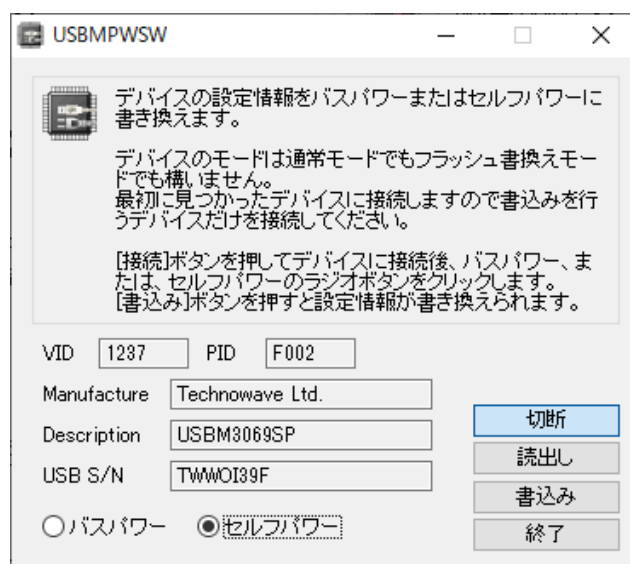 USBMPWSW
デバイスの設定情報をバスパワーまたはセルフパワーに
書き換えます。
デバイスのモードは通常モードでもフラッシュ書換えモー
ドでも構いません。
最初に見つかったデバイスに接続しますので書込みを行
うデバイスだけを接続してください。
[接続]ボタンを押してデバイスに接続後、バスパワー、ま
たは、セルフパワーのラジオボタンをクリックします。
[書込み]ボタンを押すと設定情報が書き換えられます。
VID 1237 PID F002
Manufacture Technowave Ltd.
Description USBM3069SP
USB S/N TWWOI39F
切断
読出し
書込み
終了
バスパワー セルフパワー